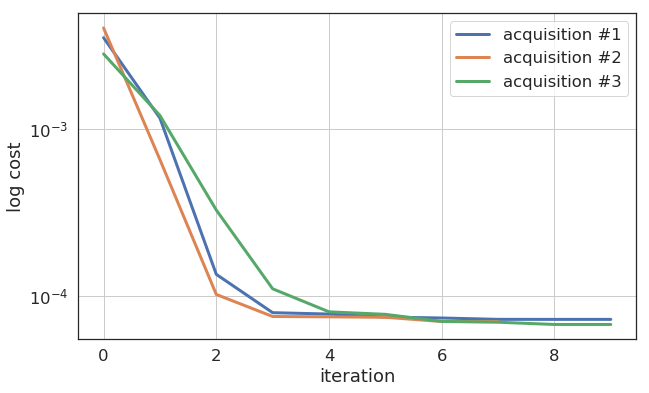 acquisition #1
acquisition #2
acquisition #3
10⁻³
10⁻⁴
log cost
0 2 4 6 8
iteration